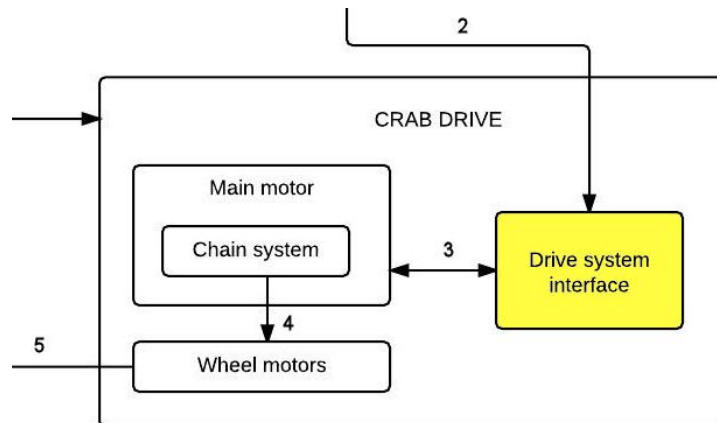 2
CRAB DRIVE
Main motor
Chain system
3
Drive system
interface
4
5
Wheel motors